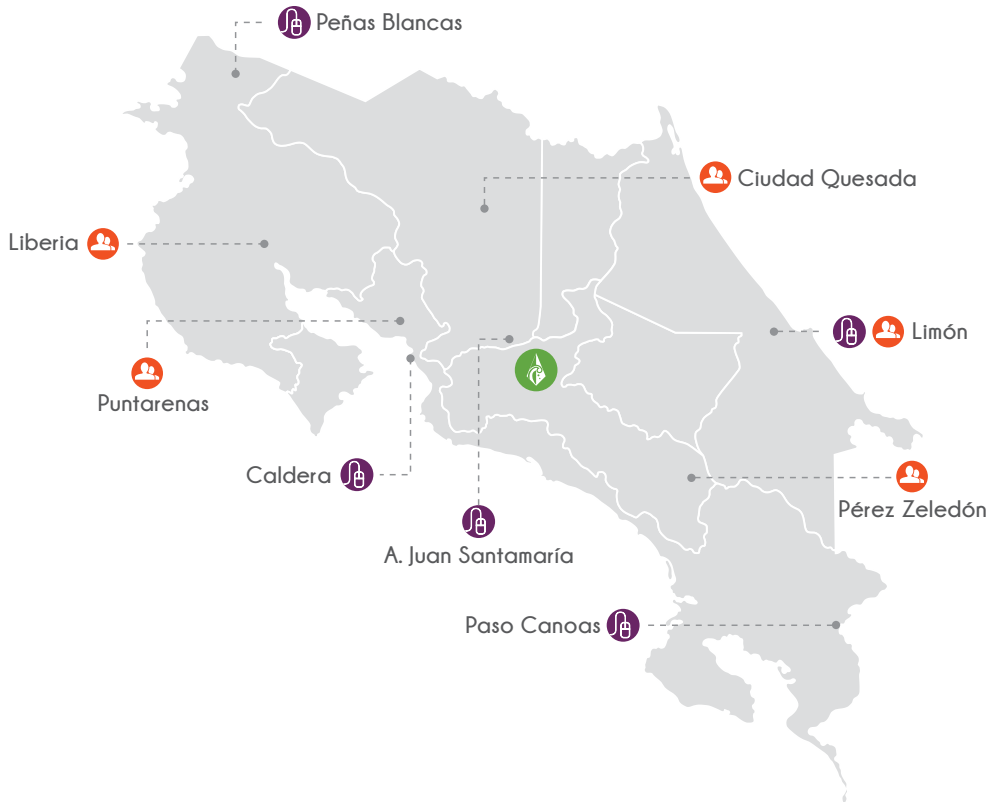 Peñas Blancas
Ciudad Quesada
Liberia
Limón
Puntarenas
Caldera
Pérez Zeledón
A. Juan Santamaría
Paso Canoas